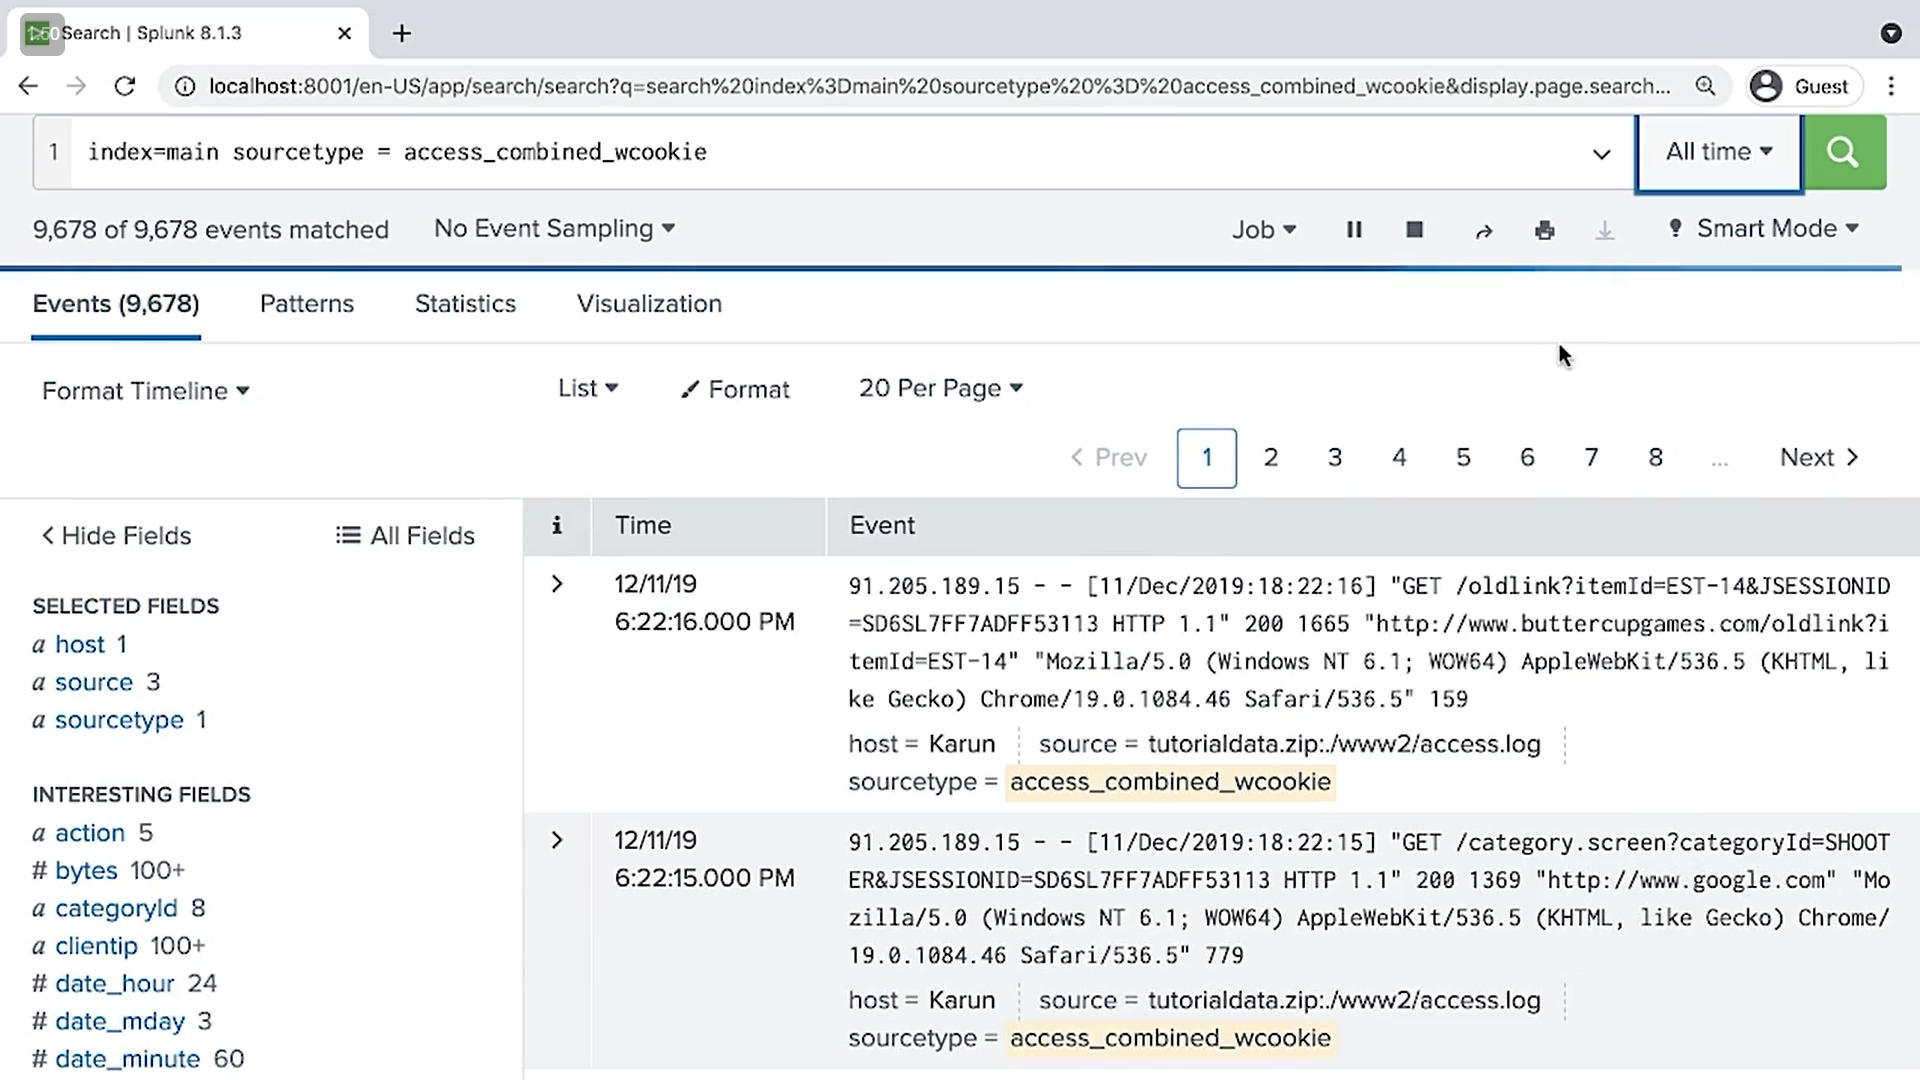 Search | Splunk 8.1.3
localhost:8001/en-US/app/search/search?q=search%20index%3Dmain%20sourcetype%20%3D%20access_combined_wcookie&display.page.search...
Guest
1 index=main sourcetype = access_combined_wcookie
All time
9,678 of 9,678 events matched
No Event Sampling
Job
Smart Mode
Events (9,678)
Patterns
Statistics
Visualization
Format Timeline
List
Format
20 Per Page
Prev 1 2 3 4 5 6 7 8 ... Next
Hide Fields
All Fields
SELECTED FIELDS
a host 1
a source 3
a sourcetype 1
INTERESTING FIELDS
a action 5
# bytes 100+
a categoryId 8
a clientip 100+
# date_hour 24
# date_mday 3
# date_minute 60
i Time Event
12/11/19
6:22:16.000 PM
91.205.189.15 - - [11/Dec/2019:18:22:16] "GET /oldlink?itemId=EST-14&JSESSIONID
=SD6SL7FF7ADFF53113 HTTP 1.1" 200 1665 "http://www.buttercupgames.com/oldlink?i
temId=EST-14" "Mozilla/5.0 (Windows NT 6.1; WOW64) AppleWebKit/536.5 (KHTML, li
ke Gecko) Chrome/19.0.1084.46 Safari/536.5" 159
host = Karun source = tutorialdata.zip:./www2/access.log
sourcetype = access_combined_wcookie
12/11/19
6:22:15.000 PM
91.205.189.15 - - [11/Dec/2019:18:22:15] "GET /category.screen?categoryId=SHOOT
ER&JSESSIONID=SD6SL7FF7ADFF53113 HTTP 1.1" 200 1369 "http://www.google.com" "Mo
zilla/5.0 (Windows NT 6.1; WOW64) AppleWebKit/536.5 (KHTML, like Gecko) Chrome/
19.0.1084.46 Safari/536.5" 779
host = Karun source = tutorialdata.zip:./www2/access.log
sourcetype = access_combined_wcookie